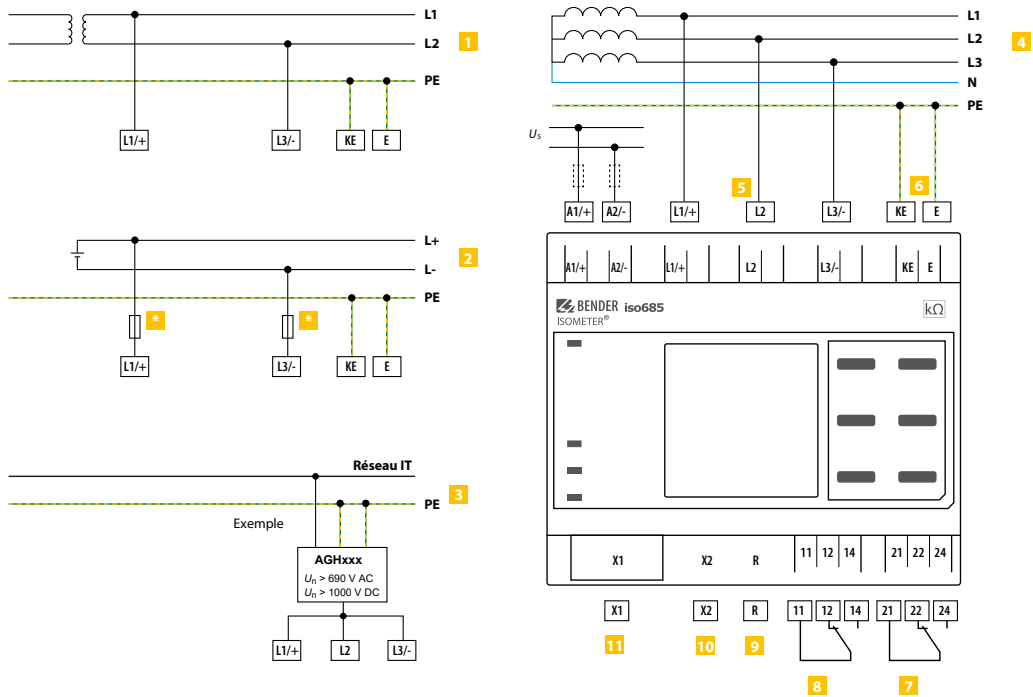 L1
L2
1
PE
L1/+
L3/-
KE
E
L+
L-
2
PE
*
*
L1/+
L3/-
KE
E
Réseau IT
PE
3
Exemple
AGHxxx
Un > 690 V AC
Un > 1000 V DC
L1/+
L2
L3/-
L1
L2
4
L3
N
PE
Us
5
6
A1/+
A2/-
L1/+
L2
L3/-
KE
E
A1/+
A2/-
L1/+
L2
L3/-
KE
E
BENDER iso685
ISOMETER®
kΩ
X1
X2
R
11
12
14
21
22
24
X1
X2
R
11
12
14
21
22
24
11
10
9
8
7